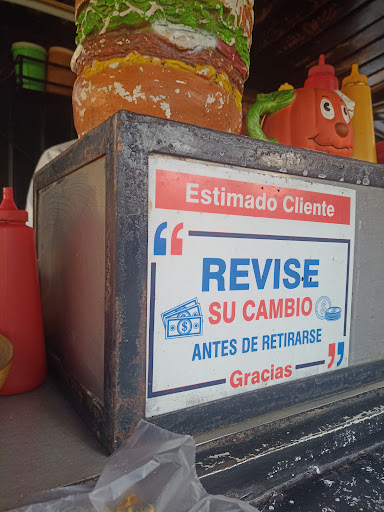 Estimado Cliente
REVISE
SU CAMBIO
ANTES DE RETIRARSE
Gracias